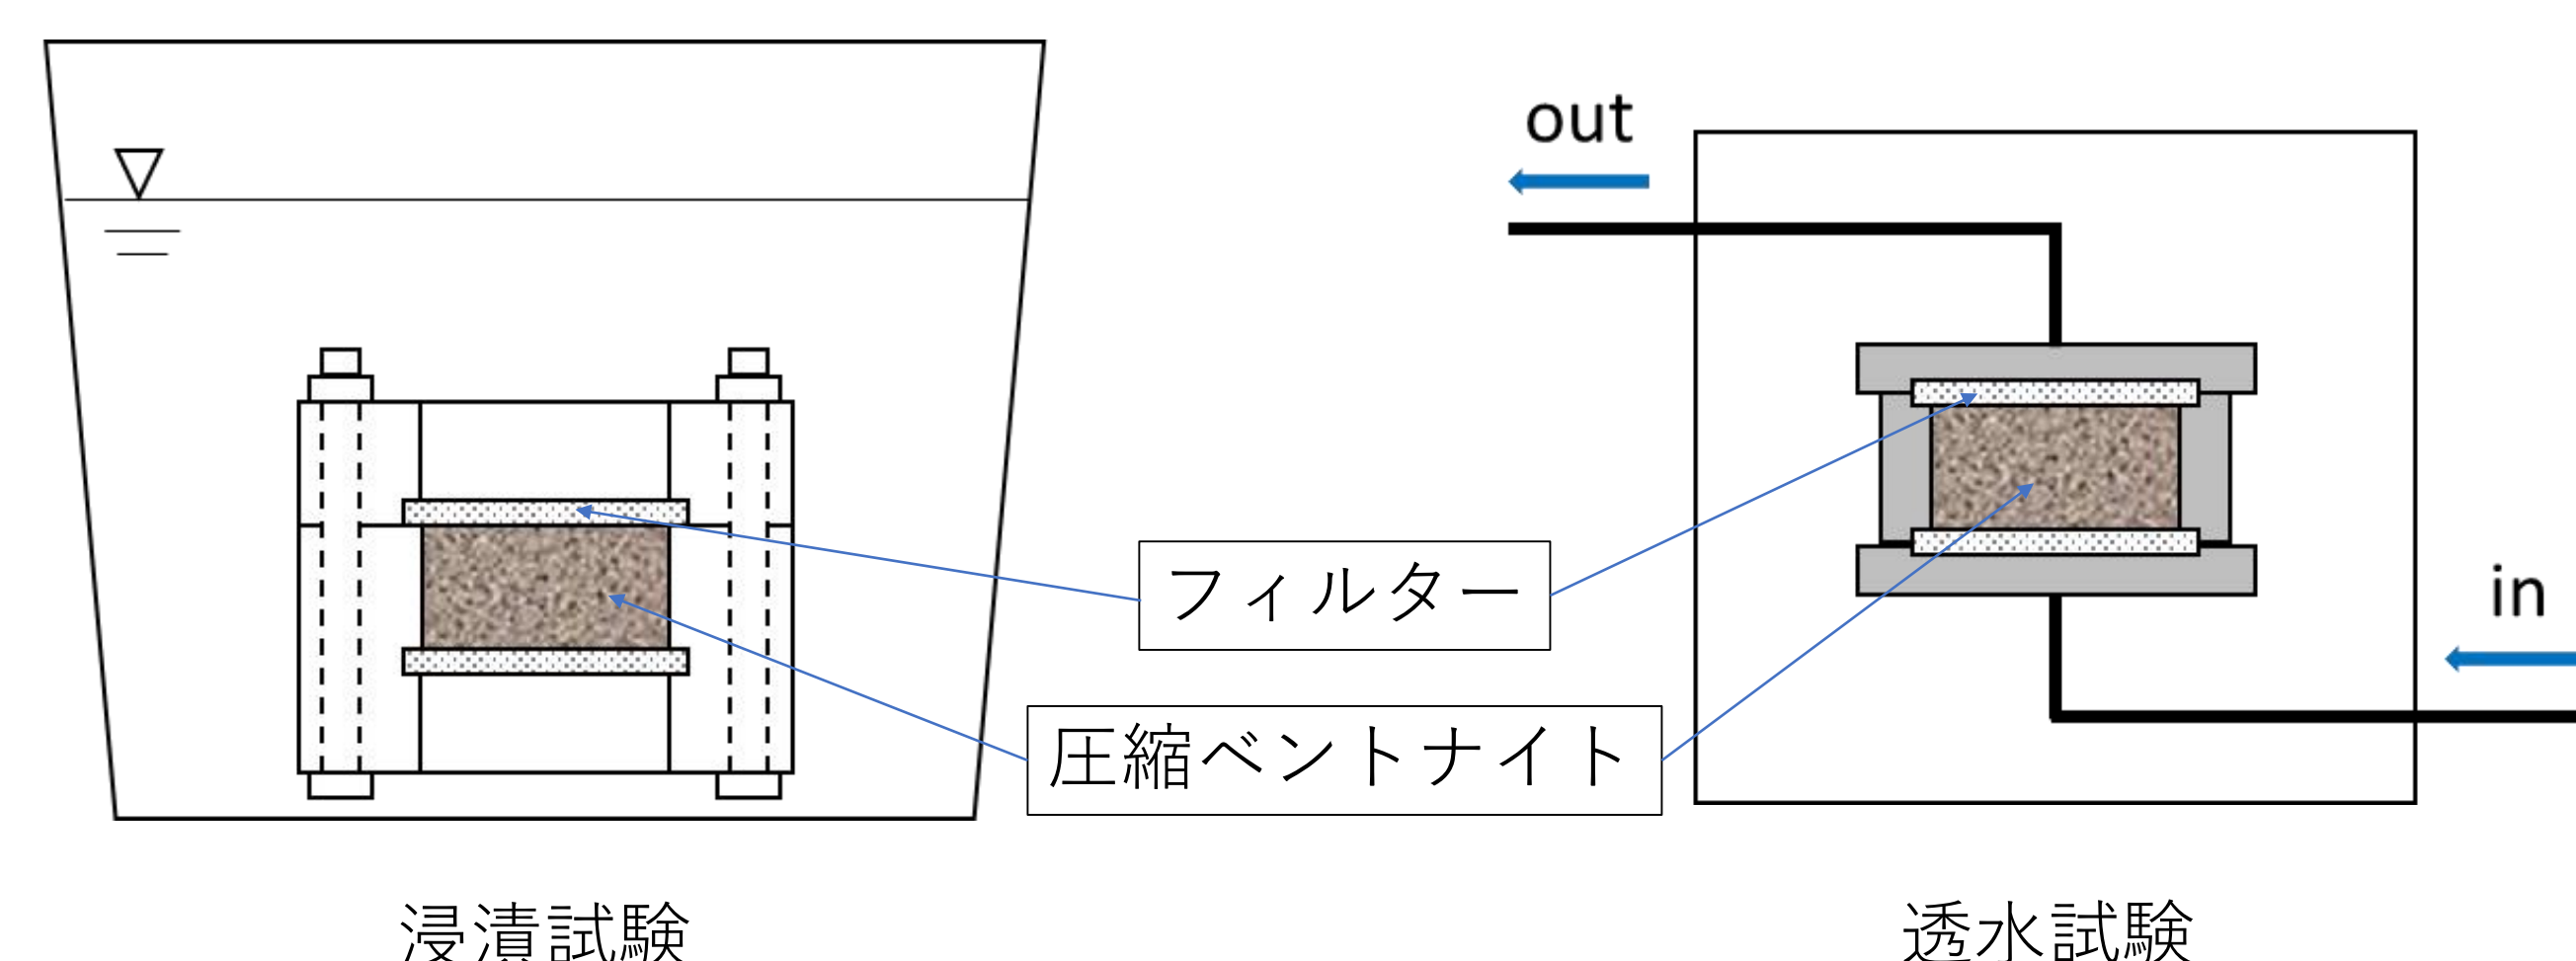 out
in
フィルター
圧縮ベントナイト
浸漬試験
透水試験